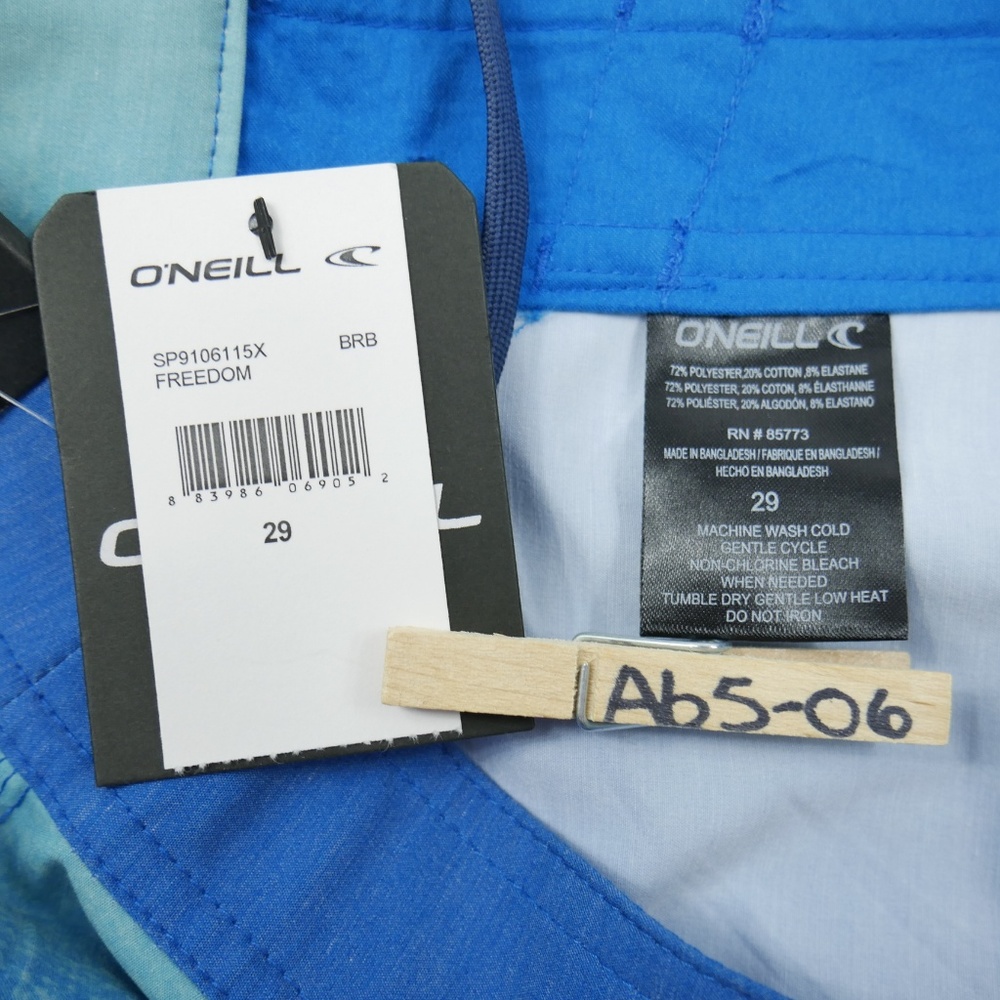 O'NEILL
SP9106115X BRB
FREEDOM
8 83986 06905 2
29
O'NEILL
72% POLYESTER,20% COTTON ,8% ELASTANE
72% POLYESTER, 20% COTON, 8% ÉLASTHANNE
72% POLIÉSTER, 20% ALGODÓN, 8% ELASTANO
RN # 85773
MADE IN BANGLADESH / FABRIQUE EN BANGLADESH /
HECHO EN BANGLADESH
29
MACHINE WASH COLD
GENTLE CYCLE
NON-CHLORINE BLEACH
WHEN NEEDED
TUMBLE DRY GENTLE LOW HEAT
DO NOT IRON
Ab5-06